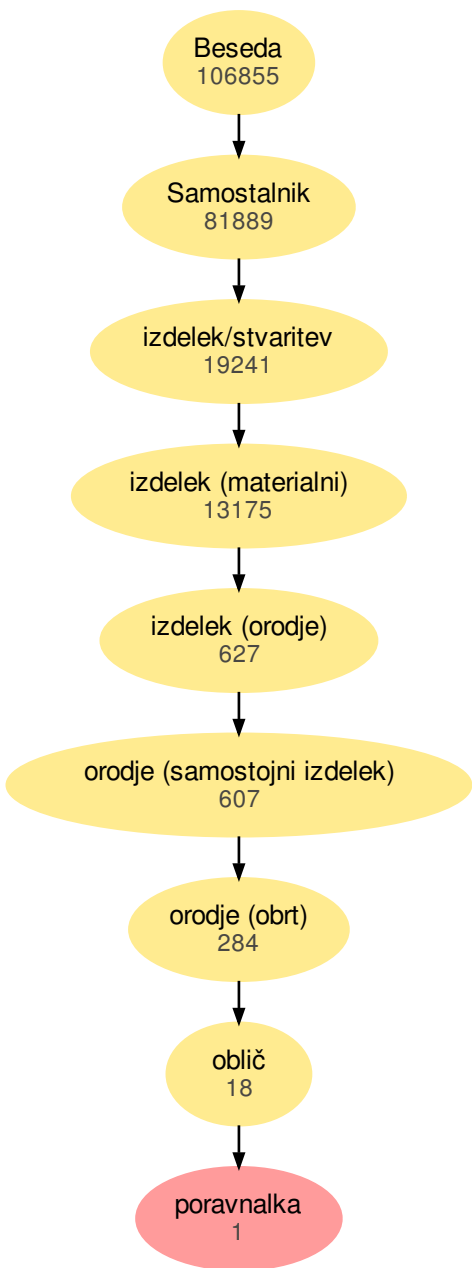 Beseda
106855
Samostalnik
81889
izdelek/stvaritev
19241
izdelek (materialni)
13175
izdelek (orodje)
627
orodje (samostojni izdelek)
607
orodje (obrt)
284
oblič
18
poravnalka
1